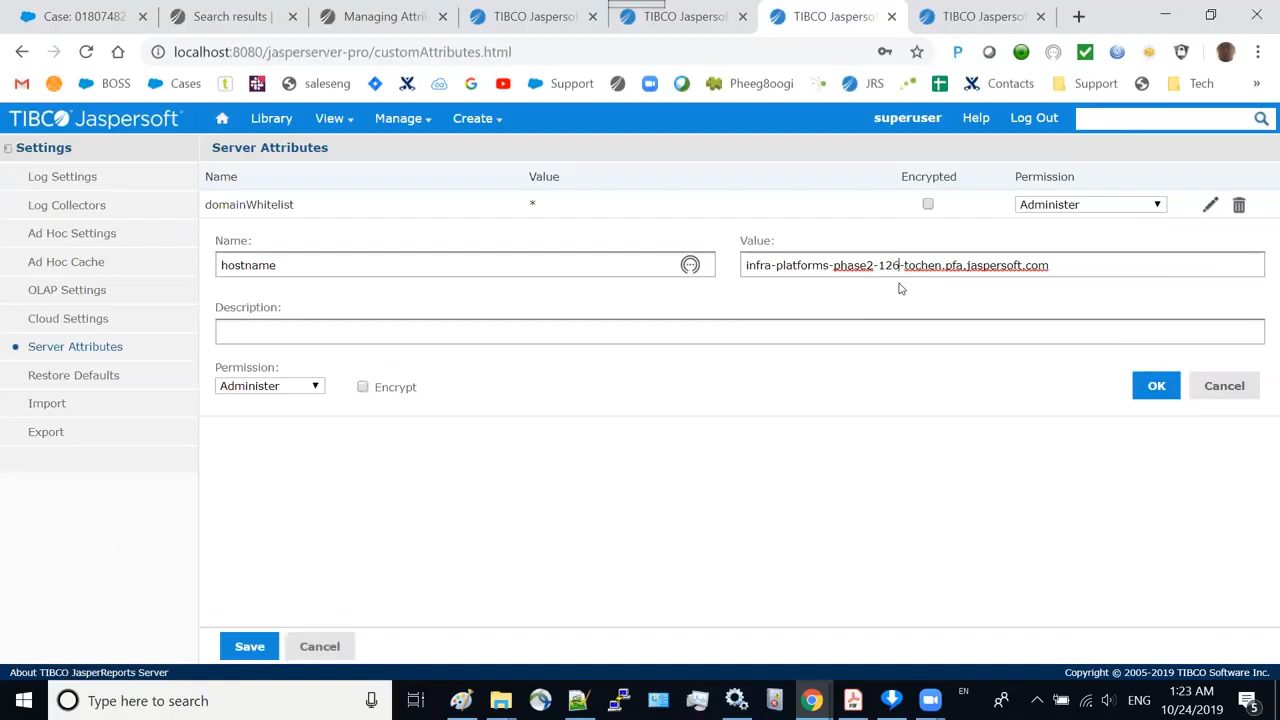 Case: 01807482
Search results |
Managing Attri
TIBCO Jaspersof
TIBCO Jaspersof
TIBCO Jaspersof
TIBCO Jaspersof
localhost:8080/jasperserver-pro/customAttributes.html
BOSS
Cases
saleseng
Support
Pheeg8oogi
JRS
Contacts
Support
Tech
»
TIBCO Jaspersoft
Library
View
Manage
Create
superuser
Help
Log Out
Settings
Server Attributes
Log Settings
Name
Value
Encrypted
Permission
Log Collectors
domainWhitelist
*
Administer
Ad Hoc Settings
Name:
Value:
Ad Hoc Cache
hostname
infra-platforms-phase2-126-tochen.pfa.jaspersoft.com
OLAP Settings
Description:
Cloud Settings
Server Attributes
Restore Defaults
Permission:
Administer
Encrypt
OK
Cancel
Import
Export
Save
Cancel
About TIBCO JasperReports Server
Copyright © 2005-2019 TIBCO Software Inc.
Type here to search
EN
ENG
1:23 AM
10/24/2019
5